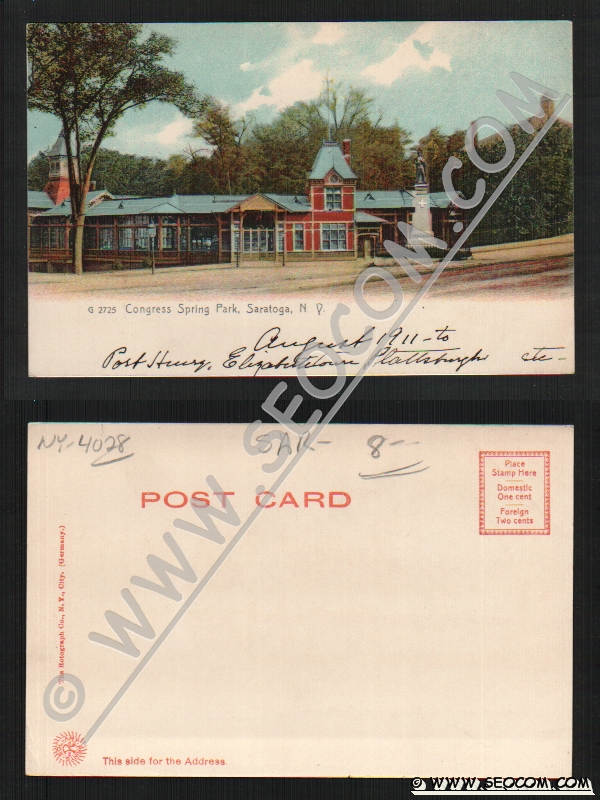 G 2725 Congress Spring Park, Saratoga, N Y.
August 1911 - to
Port Henry, Elizabethtown Plattsburgh etc-
NY-4028 SAR- 8--
POST CARD
Place
Stamp Here
Domestic
One cent
Foreign
Two cents
The Rotograph Co., N.Y., City. (Germany.)
This side for the Address.
© WWW.SEOCOM.COM
© WWW.SEOCOM.COM